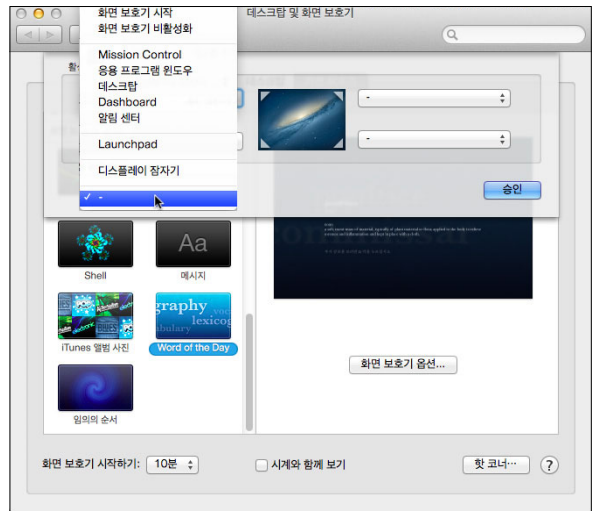 데스크탑 및 화면 보호기
화면 보호기 시작
화면 보호기 비활성화
Mission Control
응용 프로그램 윈도우
데스크탑
Dashboard
알림 센터
Launchpad
디스플레이 잠자기
✓ -
-
-
승인
Shell
Aa
메시지
iTunes 앨범 사진
Word of the Day
임의의 순서
화면 보호기 옵션...
화면 보호기 시작하기: 10분
시계와 함께 보기
핫 코너...
?